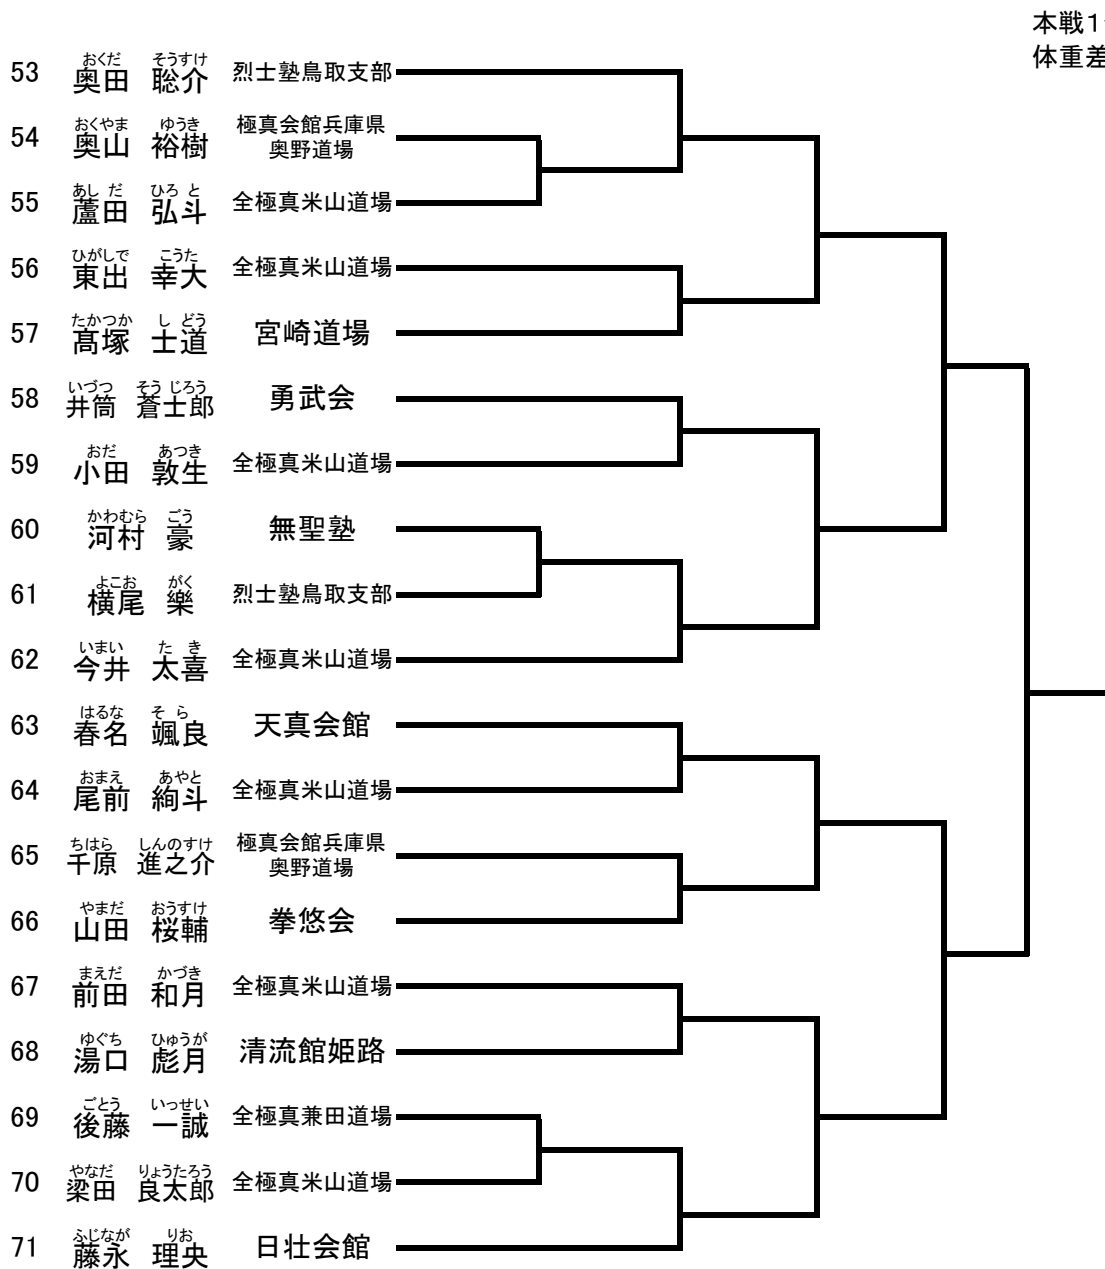 本戦1
体重差
おくだ そうすけ
53 奥田 聡介 烈士塾鳥取支部
おくやま ゆうき
54 奥山 裕樹 極真会館兵庫県
奥野道場
あし だ ひろ と
55 蘆田 弘斗 全極真米山道場
ひがしで こうた
56 東出 幸大 全極真米山道場
たかつか し どう
57 髙塚 士道 宮崎道場
いづつ そう じろう
58 井筒 蒼士郎 勇武会
おだ あつき
59 小田 敦生 全極真米山道場
かわむら ごう
60 河村 豪 無聖塾
よこお がく
61 横尾 樂 烈士塾鳥取支部
いまい た き
62 今井 太喜 全極真米山道場
はるな そ ら
63 春名 颯良 天真会館
おまえ あやと
64 尾前 絢斗 全極真米山道場
ちはら しんのすけ
65 千原 進之介 極真会館兵庫県
奥野道場
やまだ おうすけ
66 山田 桜輔 拳悠会
まえだ かづき
67 前田 和月 全極真米山道場
ゆぐち ひゅうが
68 湯口 彪月 清流館姫路
ごとう いっせい
69 後藤 一誠 全極真兼田道場
やなだ りょうたろう
70 梁田 良太郎 全極真米山道場
ふじなが りお
71 藤永 理央 日壮会館